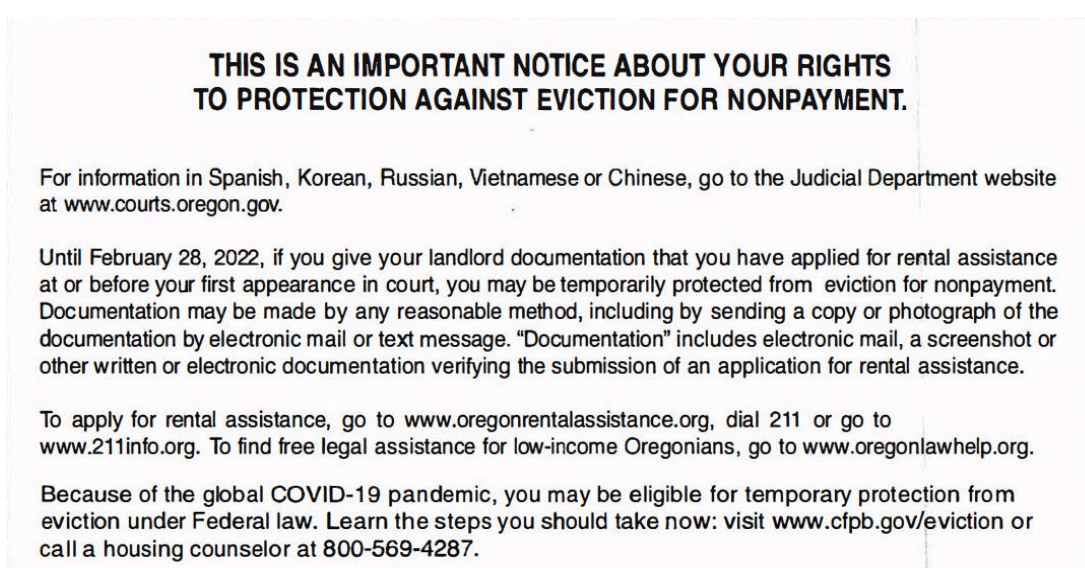 THIS IS AN IMPORTANT NOTICE ABOUT YOUR RIGHTS
TO PROTECTION AGAINST EVICTION FOR NONPAYMENT.
For information in Spanish, Korean, Russian, Vietnamese or Chinese, go to the Judicial Department website
at www.courts.oregon.gov.
Until February 28, 2022, if you give your landlord documentation that you have applied for rental assistance
at or before your first appearance in court, you may be temporarily protected from eviction for nonpayment.
Documentation may be made by any reasonable method, including by sending a copy or photograph of the
documentation by electronic mail or text message. “Documentation” includes electronic mail, a screenshot or
other written or electronic documentation verifying the submission of an application for rental assistance.
To apply for rental assistance, go to www.oregonrentalassistance.org, dial 211 or go to
www.211info.org. To find free legal assistance for low-income Oregonians, go to www.oregonlawhelp.org.
Because of the global COVID-19 pandemic, you may be eligible for temporary protection from
eviction under Federal law. Learn the steps you should take now: visit www.cfpb.gov/eviction or
call a housing counselor at 800-569-4287.